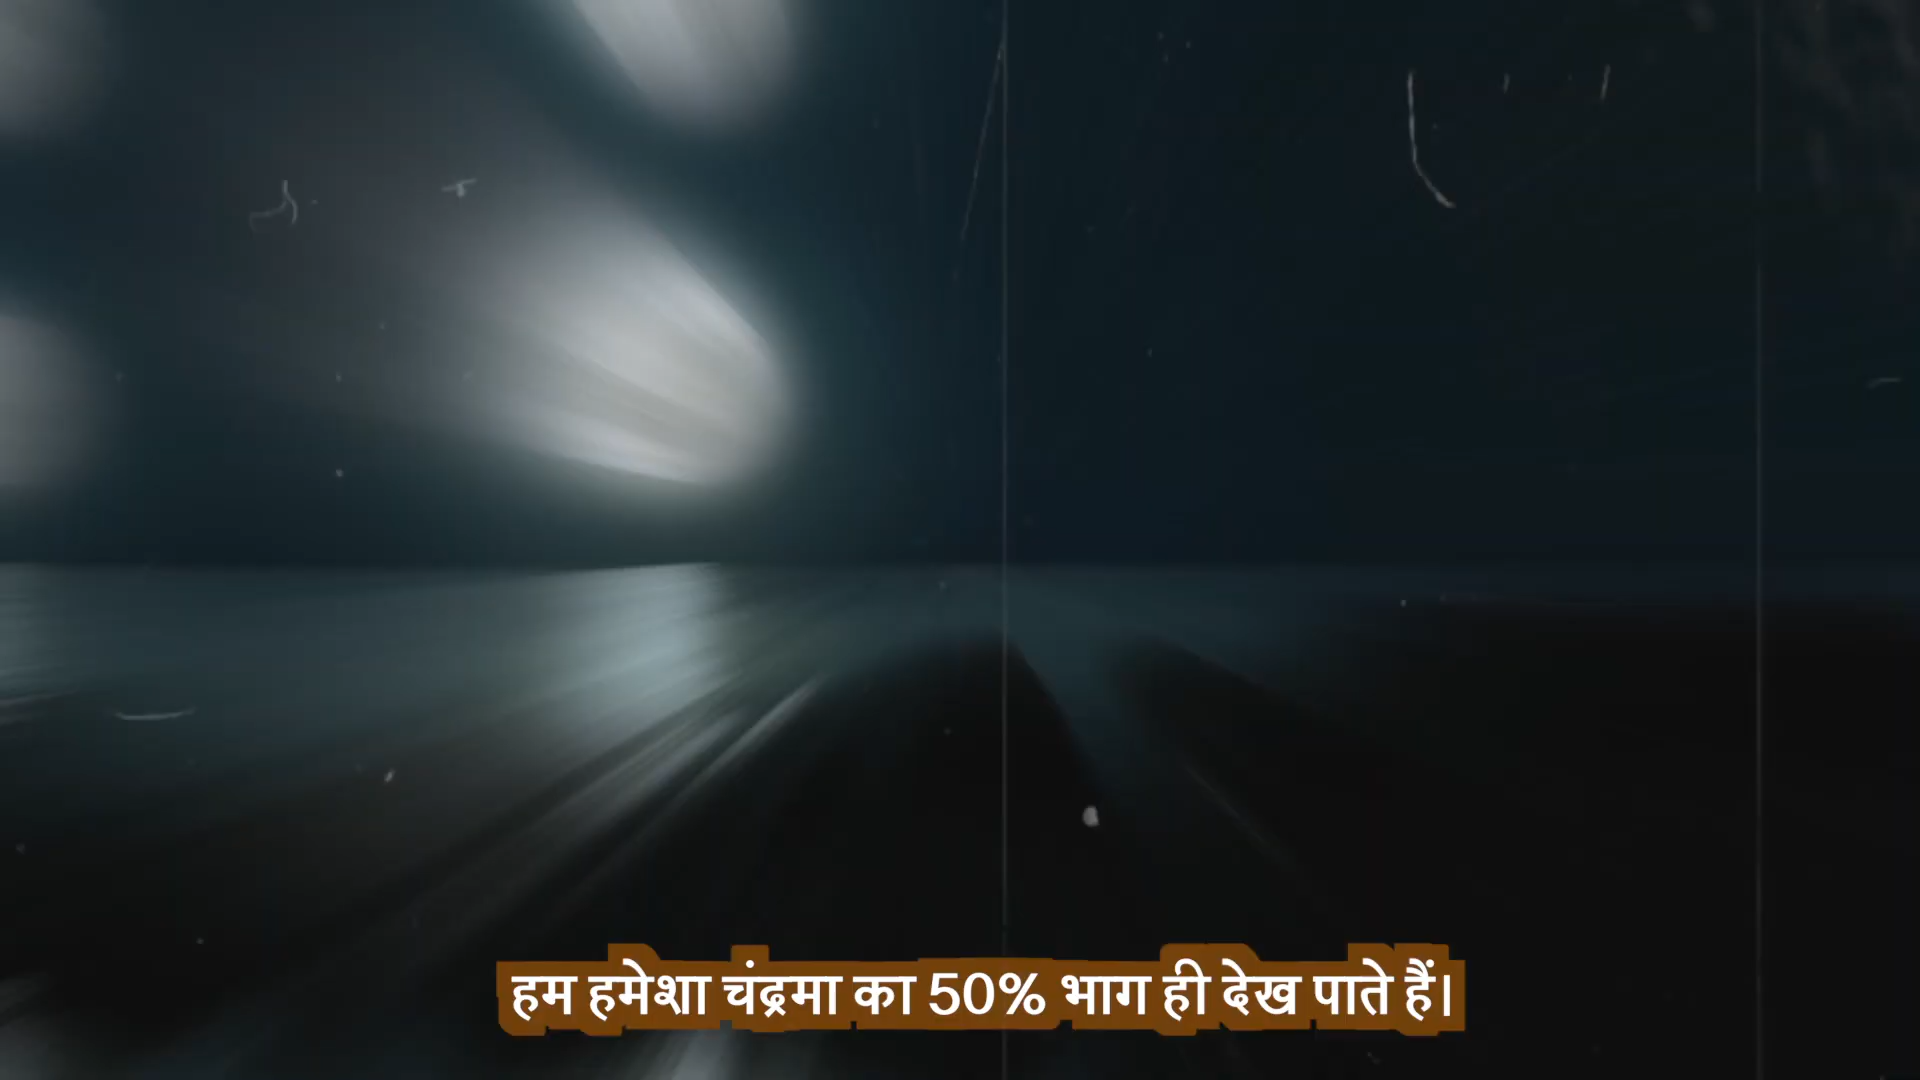 हम हमेशा चंद्रमा का 50% भाग ही देख पाते हैं।